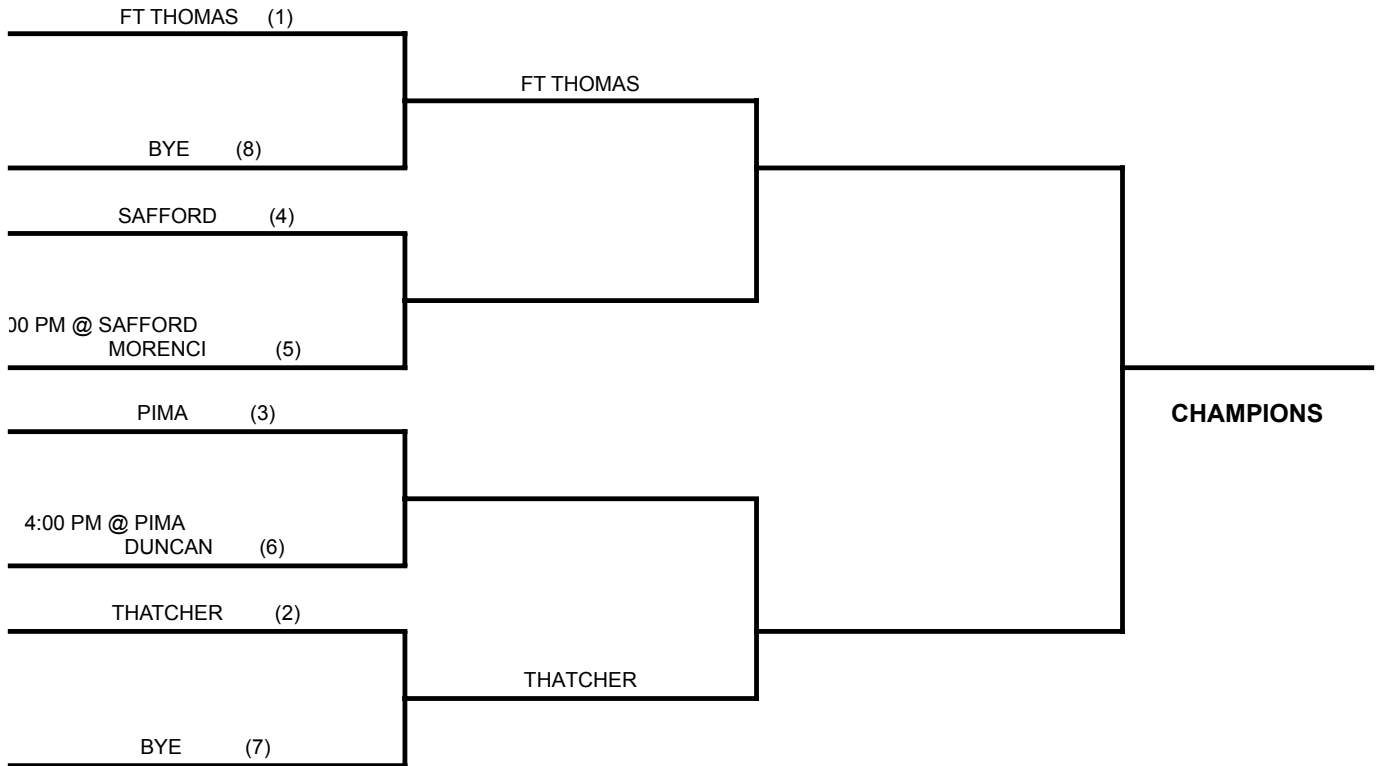 FT THOMAS (1)
FT THOMAS
BYE (8)
SAFFORD (4)
00 PM @ SAFFORD
MORENCI (5)
PIMA (3)
CHAMPIONS
4:00 PM @ PIMA
DUNCAN (6)
THATCHER (2)
THATCHER
BYE (7)